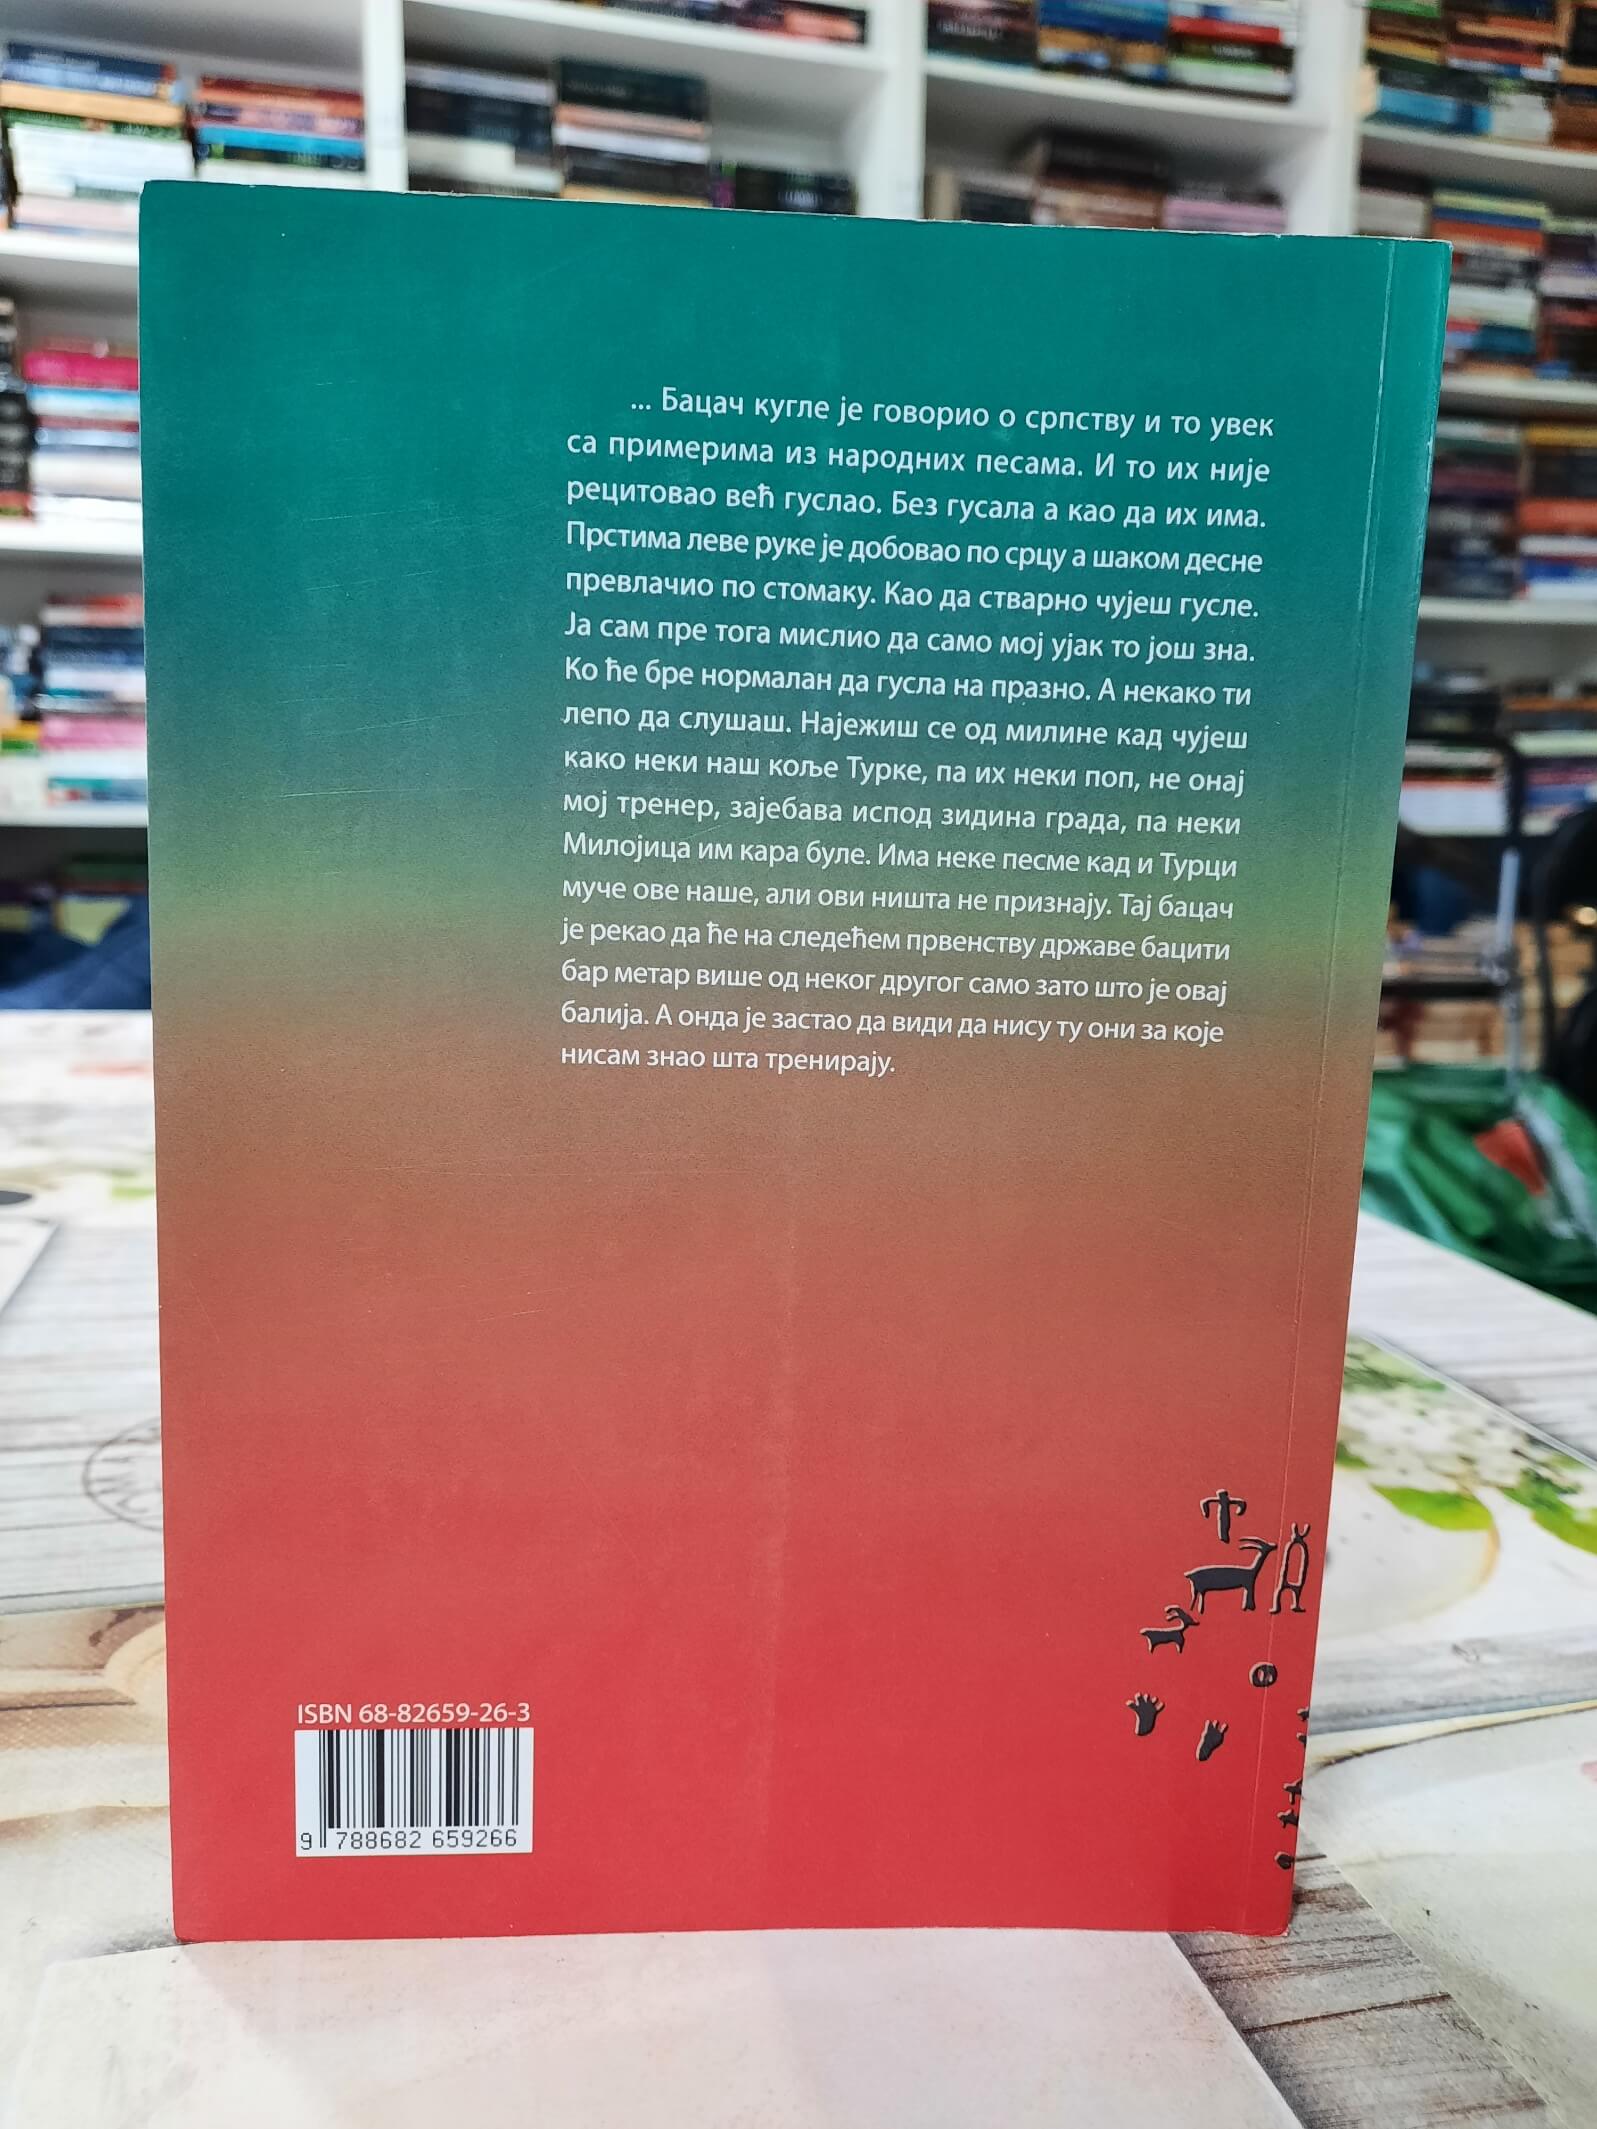 ... Бацач кугле је говорио о српству и то увек
са примерима из народних песама. И то их није
рецитовао већ гуслао. Без гусала а као да их има.
Прстима леве руке је добовао по срцу а шаком десне
превлачио по стомаку. Као да стварно чујеш гусле.
Ја сам пре тога мислио да само мој ујак то још зна.
Ко ће бре нормалан да гусла на празно. А некако ти
лепо да слушаш. Најежиш се од милине кад чујеш
како неки наш коље Турке, па их неки поп, не онај
мој тренер, зајебава испод зидина града, па неки
Милојица им кара буле. Има неке песме кад и Турци
муче ове наше, али ови ништа не признају. Тај бацач
је рекао да ће на следећем првенству државе бацити
бар метар више од неког другог само зато што је овај
балија. А онда је застао да види да нису ту они за које
нисам знао шта тренирају.
ISBN 68-82659-26-3
9 788682 659266